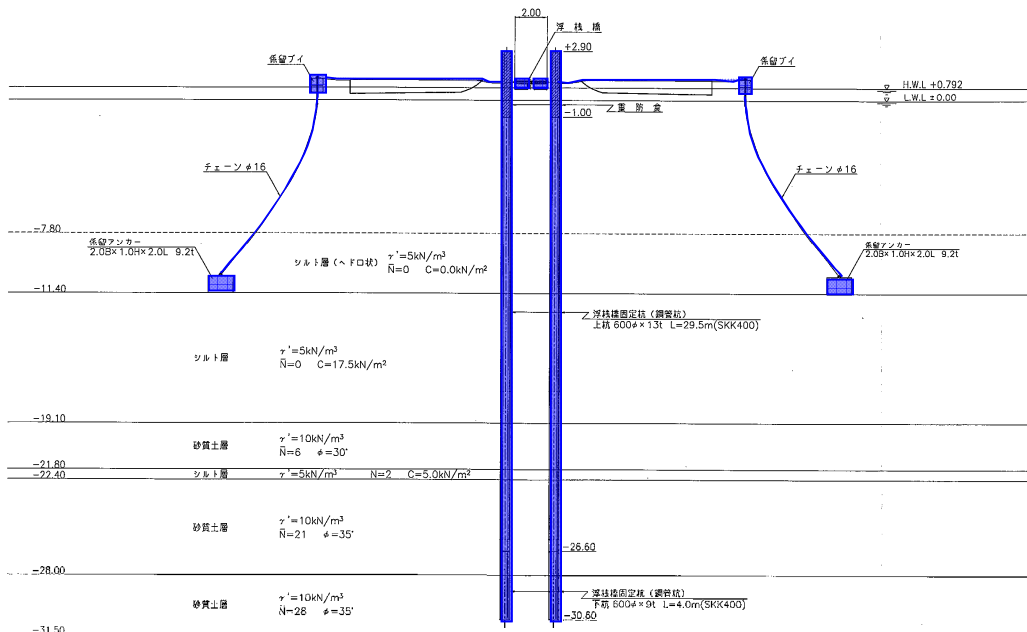 2.00
浮桟橋
+2.90
係留ブイ
係留ブイ
H.W.L +0.792
L.W.L ±0.00
重防食
-1.00
チェーンφ16
チェーンφ16
-7.80
係留アンカー
2.0B×1.0H×2.0L 9.2t
係留アンカー
2.0B×1.0H×2.0L 9.2t
シルト層(ヘドロ状) γ'=5kN/m³
N̄=0 C=0.0kN/m²
-11.40
浮桟橋固定杭(鋼管杭)
上杭 600φ×13t L=29.5m(SKK400)
シルト層 γ'=5kN/m³
N̄=0 C=17.5kN/m²
-19.10
砂質土層 γ'=10kN/m³
N̄=6 φ=30°
-21.80
シルト層 γ'=5kN/m³ N=2 C=5.0kN/m²
-22.40
砂質土層 γ'=10kN/m³
N̄=21 φ=35°
-26.60
-28.00
浮桟橋固定杭(鋼管杭)
下杭 600φ×9t L=4.0m(SKK400)
砂質土層 γ'=10kN/m³
N̄=28 φ=35°
-30.60
-31.50